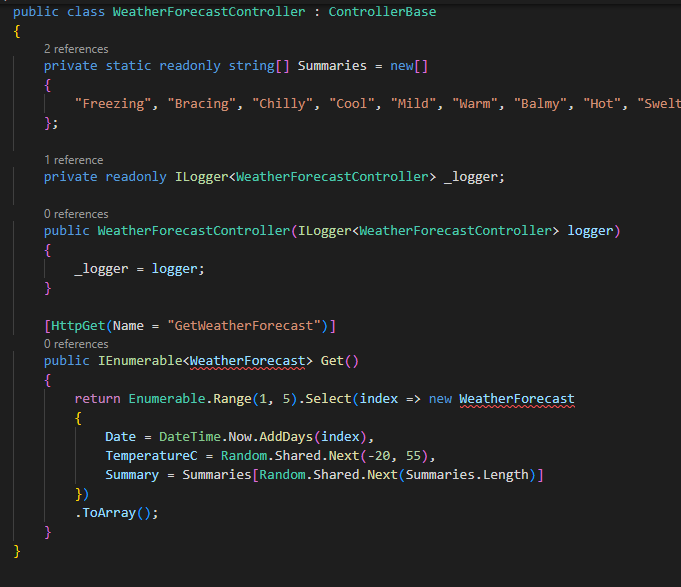 public class WeatherForecastController : ControllerBase
{
2 references
private static readonly string[] Summaries = new[]
{
"Freezing", "Bracing", "Chilly", "Cool", "Mild", "Warm", "Balmy", "Hot", "Swelt
};
1 reference
private readonly ILogger<WeatherForecastController> _logger;
0 references
public WeatherForecastController(ILogger<WeatherForecastController> logger)
{
_logger = logger;
}
[HttpGet(Name = "GetWeatherForecast")]
0 references
public IEnumerable<WeatherForecast> Get()
{
return Enumerable.Range(1, 5).Select(index => new WeatherForecast
{
Date = DateTime.Now.AddDays(index),
TemperatureC = Random.Shared.Next(-20, 55),
Summary = Summaries[Random.Shared.Next(Summaries.Length)]
})
.ToArray();
}
}